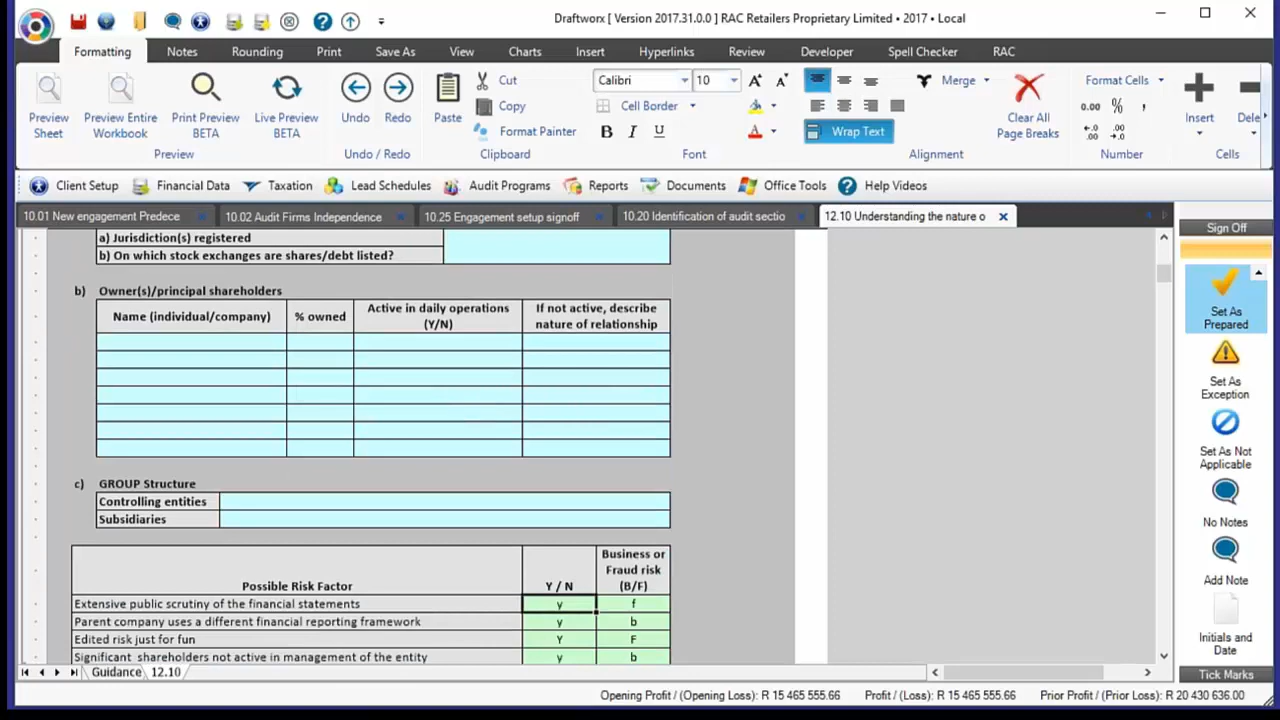 Draftworx [ Version 2017.31.0.0 ] RAC Retailers Proprietary Limited • 2017 • Local
Formatting Notes Rounding Print Save As View Charts Insert Hyperlinks Review Developer Spell Checker RAC
Preview Sheet
Preview Entire Workbook
Print Preview BETA
Live Preview BETA
Preview
Undo
Redo
Undo / Redo
Paste
Cut
Copy
Format Painter
Clipboard
Calibri 10
Cell Border
B I U
Font
Merge
Wrap Text
Clear All Page Breaks
Alignment
Format Cells
0.00 % ,
Number
Insert
Dele
Cells
Client Setup Financial Data Taxation Lead Schedules Audit Programs Reports Documents Office Tools Help Videos
10.01 New engagement Predece 10.02 Audit Firms Independence 10.25 Engagement setup signoff 10.20 Identification of audit sectio 12.10 Understanding the nature o
a) Jurisdiction(s) registered
b) On which stock exchanges are shares/debt listed?
b) Owner(s)/principal shareholders
Name (individual/company) % owned Active in daily operations (Y/N) If not active, describe nature of relationship
c) GROUP Structure
Controlling entities
Subsidiaries
Possible Risk Factor Y / N Business or Fraud risk (B/F)
Extensive public scrutiny of the financial statements y f
Parent company uses a different financial reporting framework y b
Edited risk just for fun Y F
Significant shareholders not active in management of the entity y b
Guidance 12.10
Sign Off
Set As Prepared
Set As Exception
Set As Not Applicable
No Notes
Add Note
Initials and Date
Tick Marks
Opening Profit / (Opening Loss): R 15 465 555.66 Profit / (Loss): R 15 465 555.66 Prior Profit / (Prior Loss): R 20 430 636.00